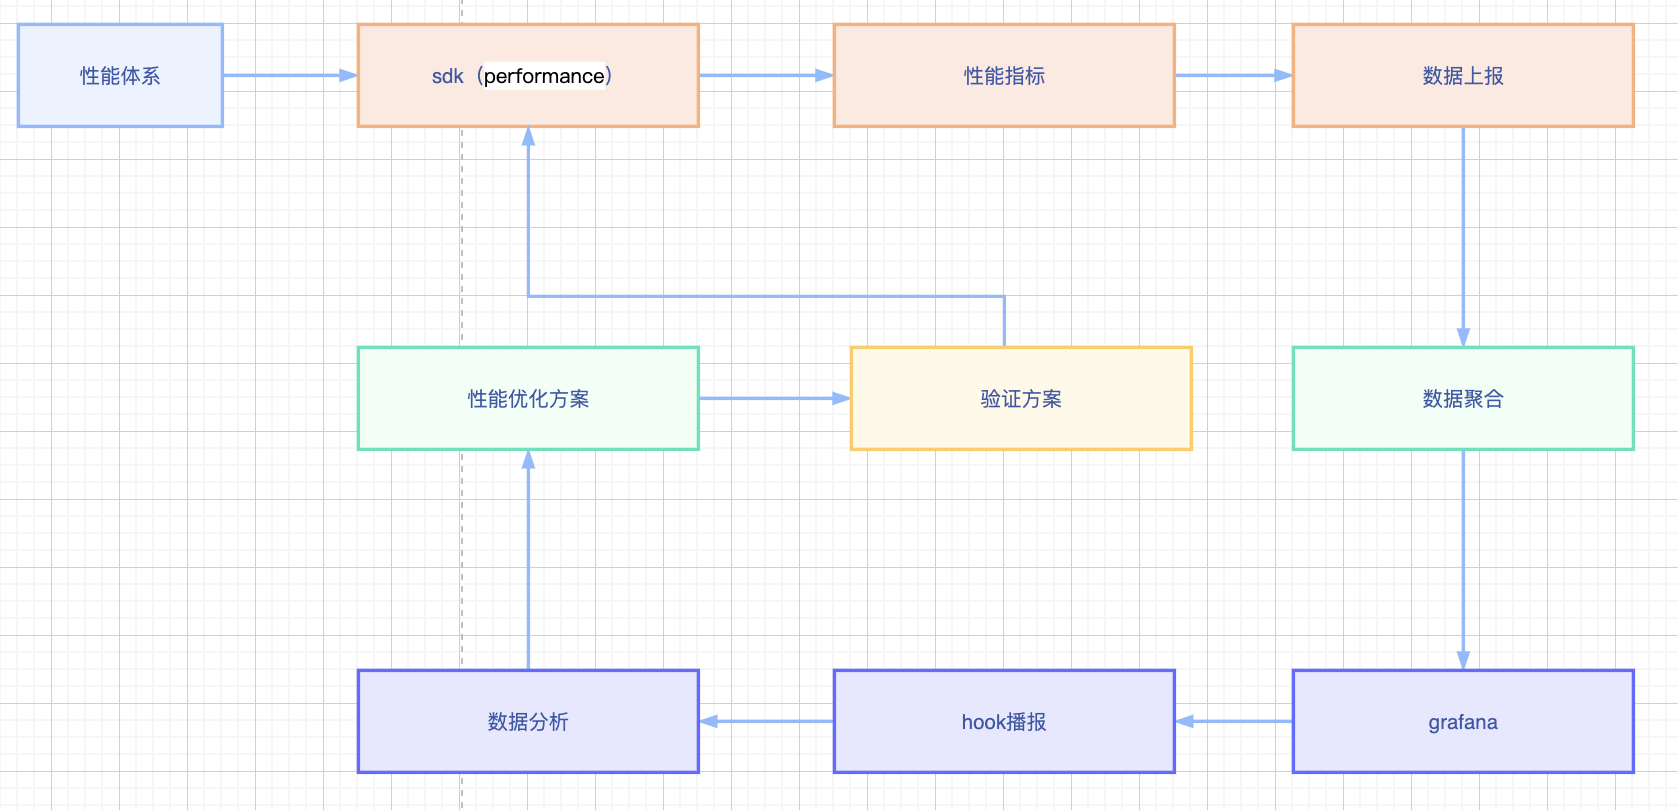 性能体系
sdk（performance）
性能指标
数据上报
性能优化方案
验证方案
数据聚合
数据分析
hook播报
grafana